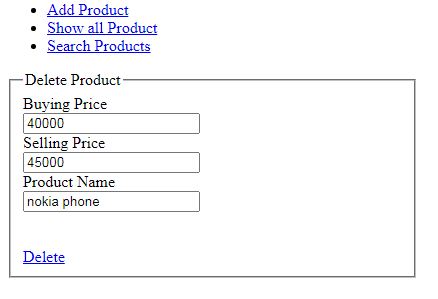 Add Product
Show all Product
Search Products
Delete Product
Buying Price
40000
Selling Price
45000
Product Name
nokia phone
Delete